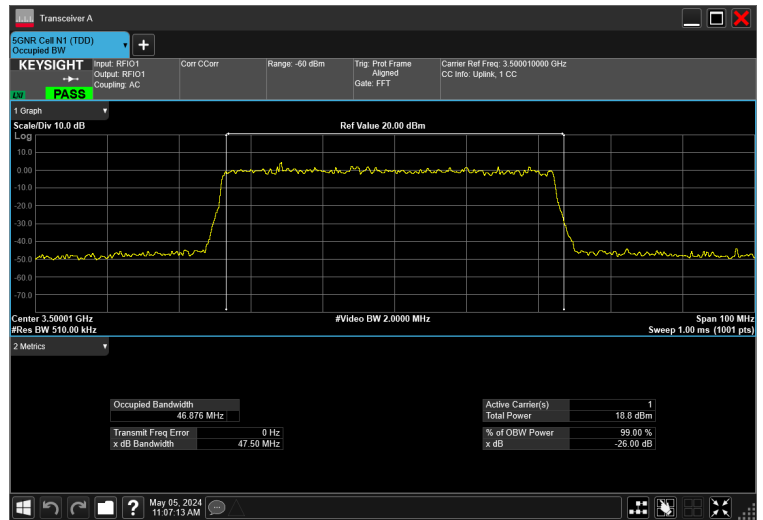 Transceiver A
5GNR Cell N1 (TDD)
Occupied BW
KEYSIGHT
LXI
PASS
Input: RFIO1
Output: RFIO1
Coupling: AC
Corr CCorr
Range: -60 dBm
Trig: Prot Frame
Aligned
Gate: FFT
Carrier Ref Freq: 3.500010000 GHz
CC Info: Uplink, 1 CC
1 Graph
Scale/Div 10.0 dB
Ref Value 20.00 dBm
Log
10.0
0.00
-10.0
-20.0
-30.0
-40.0
-50.0
-60.0
-70.0
Center 3.50001 GHz
#Video BW 2.0000 MHz
Span 100 MHz
#Res BW 510.00 kHz
Sweep 1.00 ms (1001 pts)
2 Metrics
Occupied Bandwidth
46.876 MHz
Transmit Freq Error 0 Hz
x dB Bandwidth 47.50 MHz
Active Carrier(s) 1
Total Power 18.8 dBm
% of OBW Power 99.00 %
x dB -26.00 dB
May 05, 2024
11:07:13 AM